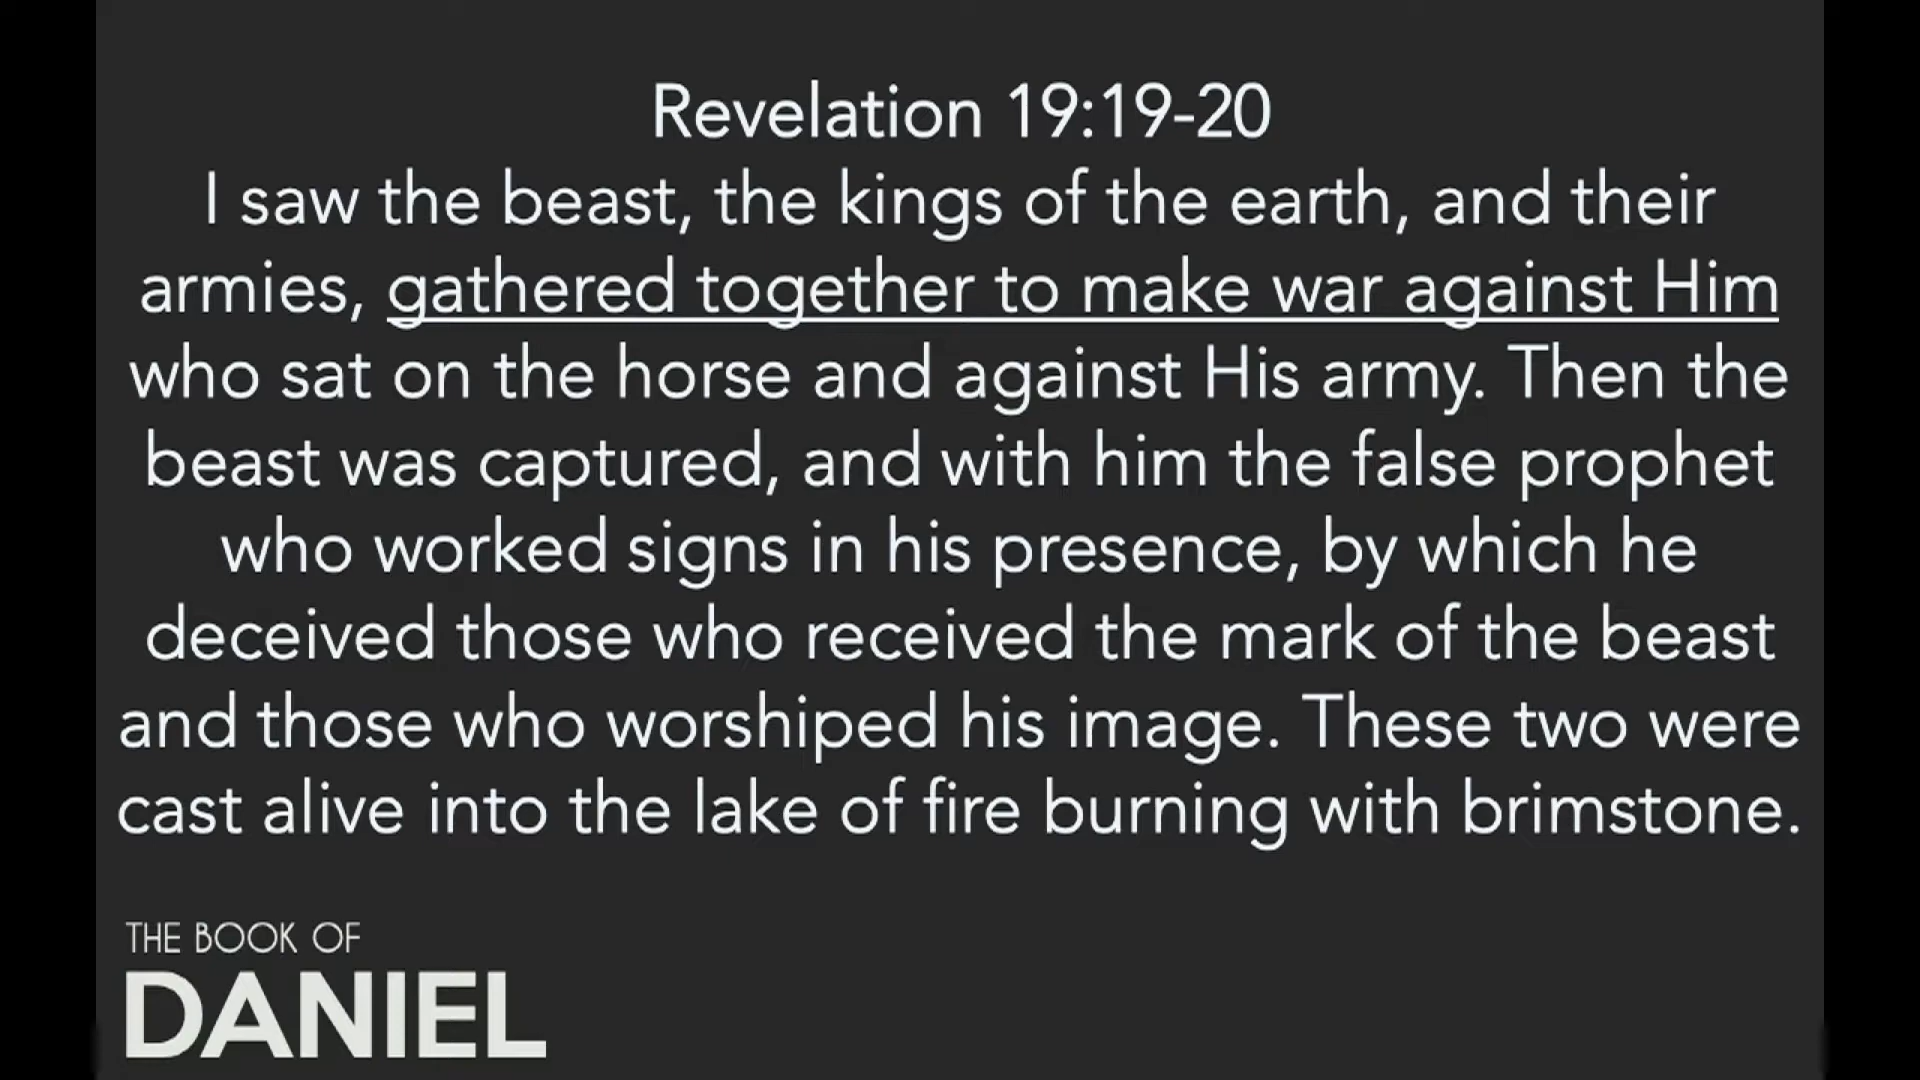 Revelation 19:19-20
I saw the beast, the kings of the earth, and their
armies, gathered together to make war against Him
who sat on the horse and against His army. Then the
beast was captured, and with him the false prophet
who worked signs in his presence, by which he
deceived those who received the mark of the beast
and those who worshiped his image. These two were
cast alive into the lake of fire burning with brimstone.
THE BOOK OF
DANIEL